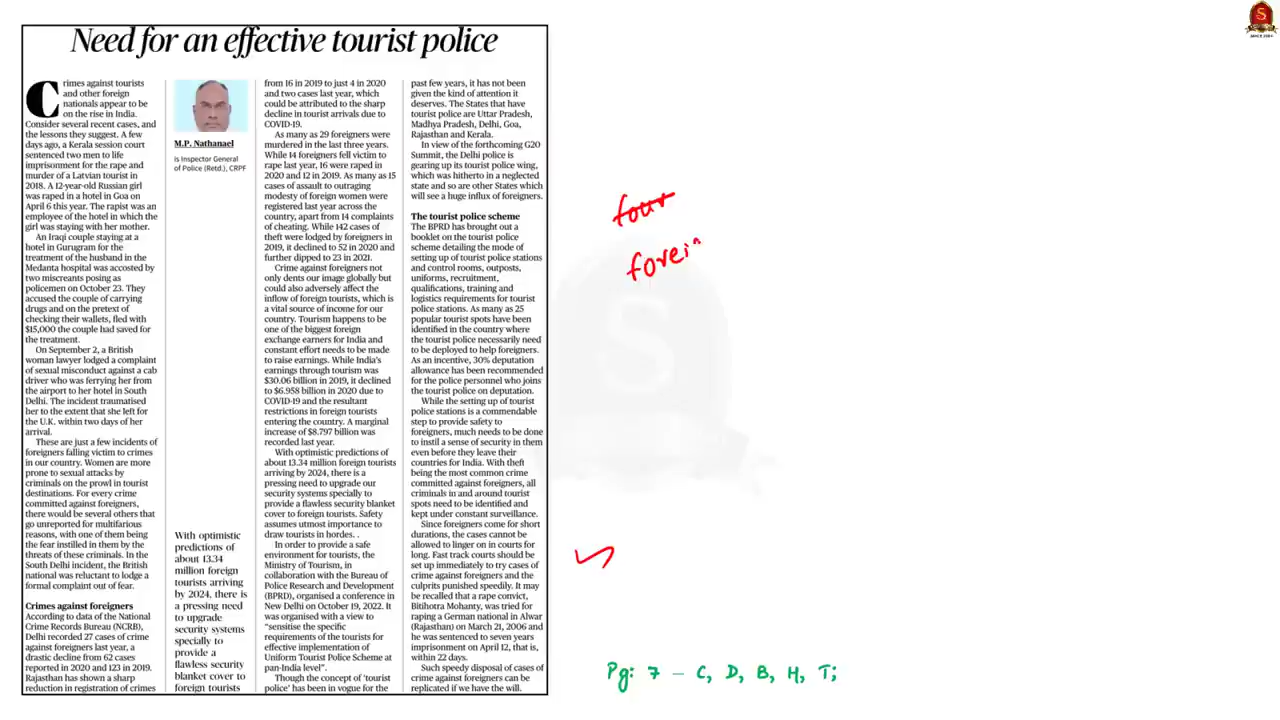 Need for an effective tourist police
Crimes against tourists
and other foreign
nationals appear to be
on the rise in India.
Consider several recent cases, and
the lessons they suggest. A few
days ago, a Kerala session court
sentenced two men to life
imprisonment for the rape and
murder of a Latvian tourist in
2018. A 12-year-old Russian girl
was raped in a hotel in Goa on
April 6 this year. The rapist was an
employee of the hotel in which the
girl was staying with her mother.
An Iraqi couple staying at a
hotel in Gurugram for the
treatment of the husband in the
Medanta hospital was accosted by
two miscreants posing as
policemen on October 23. They
accused the couple of carrying
drugs and on the pretext of
checking their wallets, fled with
$15,000 the couple had saved for
the treatment.
On September 2, a British
woman lawyer lodged a complaint
of sexual misconduct against a cab
driver who was ferrying her from
the airport to her hotel in South
Delhi. The incident traumatised
her to the extent that she left for
the U.K. within two days of her
arrival.
These are just a few incidents of
foreigners falling victim to crimes
in our country. Women are more
prone to sexual attacks by
criminals on the prowl in tourist
destinations. For every crime
committed against foreigners,
there would be several others that
go unreported for multifarious
reasons, with one of them being
the fear instilled in them by the
threats of these criminals. In the
South Delhi incident, the British
national was reluctant to lodge a
formal complaint out of fear.
Crimes against foreigners
According to data of the National
Crime Records Bureau (NCRB),
Delhi recorded 27 cases of crime
against foreigners last year, a
drastic decline from 62 cases
reported in 2020 and 123 in 2019.
Rajasthan has shown a sharp
reduction in registration of crimes
M.P. Nathanael
is Inspector General
of Police (Retd.), CRPF
With optimistic
predictions of
about 13.34
million foreign
tourists arriving
by 2024, there is
a pressing need
to upgrade
security systems
specially to
provide a
flawless security
blanket cover to
foreign tourists
from 16 in 2019 to just 4 in 2020
and two cases last year, which
could be attributed to the sharp
decline in tourist arrivals due to
COVID-19.
As many as 29 foreigners were
murdered in the last three years.
While 14 foreigners fell victim to
rape last year, 16 were raped in
2020 and 12 in 2019. As many as 15
cases of assault to outraging
modesty of foreign women were
registered last year across the
country, apart from 14 complaints
of cheating. While 142 cases of
theft were lodged by foreigners in
2019, it declined to 52 in 2020 and
further dipped to 23 in 2021.
Crime against foreigners not
only dents our image globally but
could also adversely affect the
inflow of foreign tourists, which is
a vital source of income for our
country. Tourism happens to be
one of the biggest foreign
exchange earners for India and
constant effort needs to be made
to raise earnings. While India's
earnings through tourism was
$30.06 billion in 2019, it declined
to $6.958 billion in 2020 due to
COVID-19 and the resultant
restrictions in foreign tourists
entering the country. A marginal
increase of $8.797 billion was
recorded last year.
With optimistic predictions of
about 13.34 million foreign tourists
arriving by 2024, there is a
pressing need to upgrade our
security systems specially to
provide a flawless security blanket
cover to foreign tourists. Safety
assumes utmost importance to
draw tourists in hordes. .
In order to provide a safe
environment for tourists, the
Ministry of Tourism, in
collaboration with the Bureau of
Police Research and Development
(BPRD), organised a conference in
New Delhi on October 19, 2022. It
was organised with a view to
“sensitise the specific
requirements of the tourists for
effective implementation of
Uniform Tourist Police Scheme at
pan-India level”.
Though the concept of ‘tourist
police’ has been in vogue for the
past few years, it has not been
given the kind of attention it
deserves. The States that have
tourist police are Uttar Pradesh,
Madhya Pradesh, Delhi, Goa,
Rajasthan and Kerala.
In view of the forthcoming G20
Summit, the Delhi police is
gearing up its tourist police wing,
which was hitherto in a neglected
state and so are other States which
will see a huge influx of foreigners.
The tourist police scheme
The BPRD has brought out a
booklet on the tourist police
scheme detailing the mode of
setting up of tourist police stations
and control rooms, outposts,
uniforms, recruitment,
qualifications, training and
logistics requirements for tourist
police stations. As many as 25
popular tourist spots have been
identified in the country where
the tourist police necessarily need
to be deployed to help foreigners.
As an incentive, 30% deputation
allowance has been recommended
for the police personnel who joins
the tourist police on deputation.
While the setting up of tourist
police stations is a commendable
step to provide safety to
foreigners, much needs to be done
to instil a sense of security in them
even before they leave their
countries for India. With theft
being the most common crime
committed against foreigners, all
criminals in and around tourist
spots need to be identified and
kept under constant surveillance.
Since foreigners come for short
durations, the cases cannot be
allowed to linger on in courts for
long. Fast track courts should be
set up immediately to try cases of
crime against foreigners and the
culprits punished speedily. It may
be recalled that a rape convict,
Bitihotra Mohanty, was tried for
raping a German national in Alwar
(Rajasthan) on March 21, 2006 and
he was sentenced to seven years
imprisonment on April 12, that is,
within 22 days.
Such speedy disposal of cases of
crime against foreigners can be
replicated if we have the will.
four
forein
Pg: 7 – C, D, B, H, T;
S
SINCE 2004
S